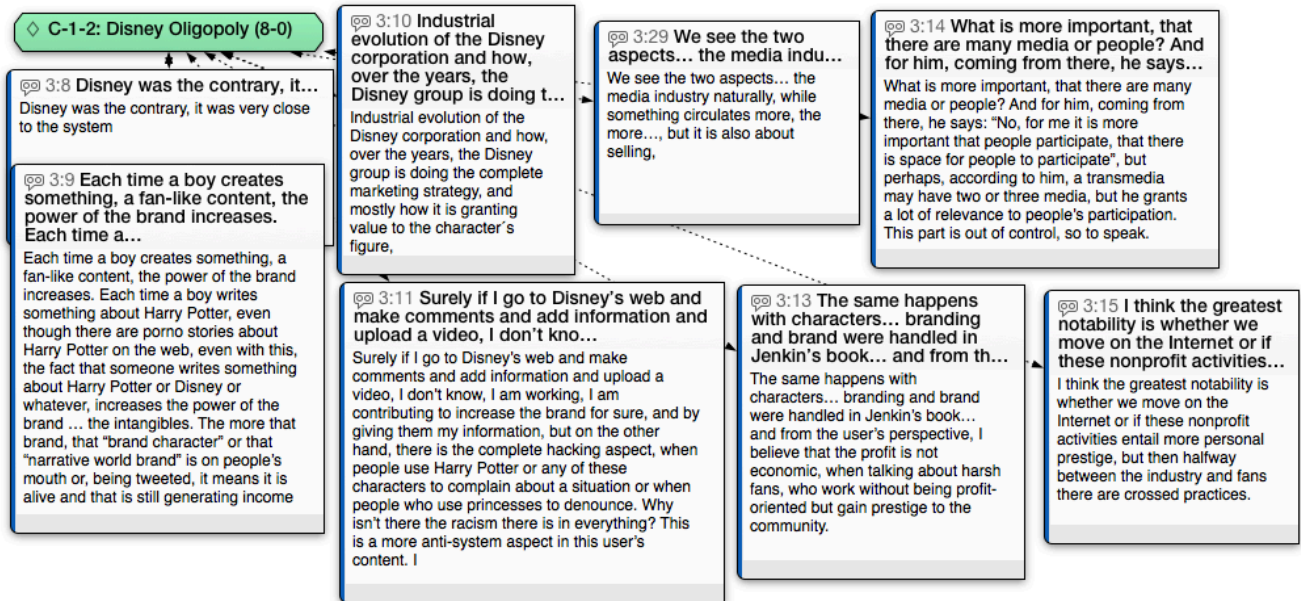 ◇ C-1-2: Disney Oligopoly (8-0)
3:8 Disney was the contrary, it…
Disney was the contrary, it was very close
to the system
3:9 Each time a boy creates
something, a fan-like content, the
power of the brand increases.
Each time a…
Each time a boy creates something, a
fan-like content, the power of the brand
increases. Each time a boy writes
something about Harry Potter, even
though there are porno stories about
Harry Potter on the web, even with this,
the fact that someone writes something
about Harry Potter or Disney or
whatever, increases the power of the
brand … the intangibles. The more that
brand, that “brand character” or that
“narrative world brand” is on people’s
mouth or, being tweeted, it means it is
alive and that is still generating income
3:10 Industrial
evolution of the Disney
corporation and how,
over the years, the
Disney group is doing t…
Industrial evolution of the
Disney corporation and how,
over the years, the Disney
group is doing the complete
marketing strategy, and
mostly how it is granting
value to the character´s
figure,
3:29 We see the two
aspects… the media indu…
We see the two aspects… the
media industry naturally, while
something circulates more, the
more…, but it is also about
selling,
3:14 What is more important, that
there are many media or people? And
for him, coming from there, he says…
What is more important, that there are many
media or people? And for him, coming from
there, he says: “No, for me it is more
important that people participate, that there
is space for people to participate”, but
perhaps, according to him, a transmedia
may have two or three media, but he grants
a lot of relevance to people's participation.
This part is out of control, so to speak.
3:11 Surely if I go to Disney’s web and
make comments and add information and
upload a video, I don’t kno…
Surely if I go to Disney’s web and make
comments and add information and upload a
video, I don’t know, I am working, I am
contributing to increase the brand for sure, and by
giving them my information, but on the other
hand, there is the complete hacking aspect, when
people use Harry Potter or any of these
characters to complain about a situation or when
people who use princesses to denounce. Why
isn’t there the racism there is in everything? This
is a more anti-system aspect in this user’s
content. I
3:13 The same happens
with characters… branding
and brand were handled in
Jenkin’s book… and from th…
The same happens with
characters… branding and brand
were handled in Jenkin’s book…
and from the user’s perspective, I
believe that the profit is not
economic, when talking about harsh
fans, who work without being profit-
oriented but gain prestige to the
community.
3:15 I think the greatest
notability is whether we
move on the Internet or if
these nonprofit activities…
I think the greatest notability is
whether we move on the
Internet or if these nonprofit
activities entail more personal
prestige, but then halfway
between the industry and fans
there are crossed practices.